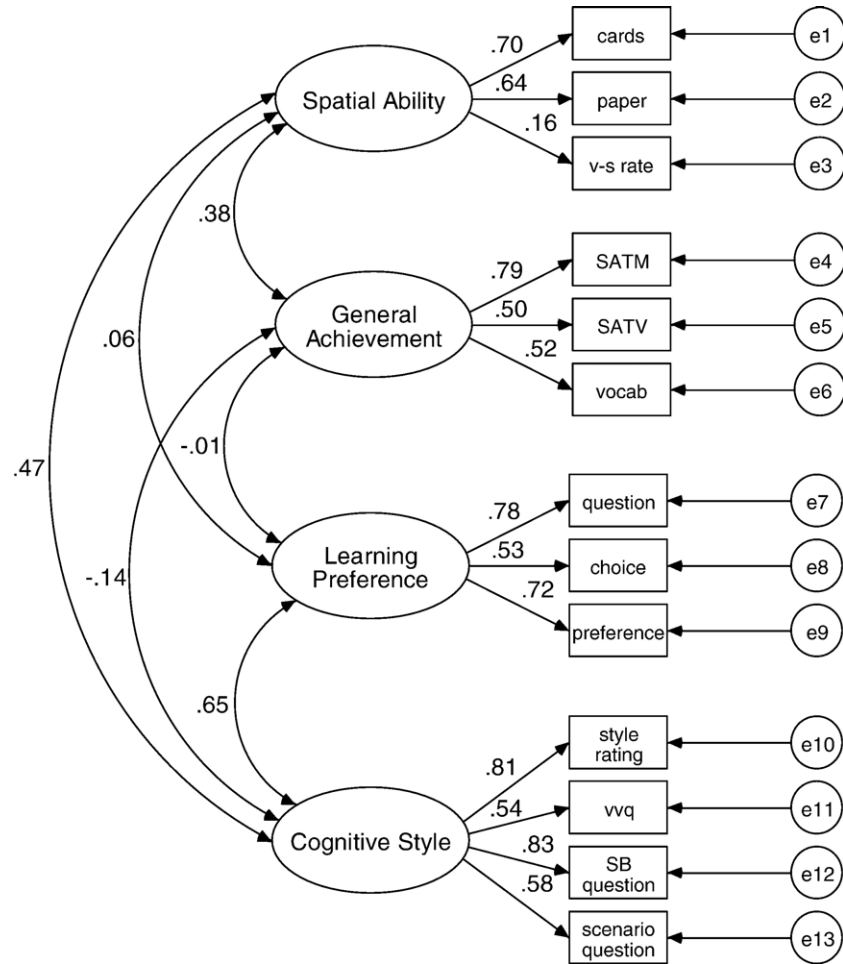 .70
cards
e1
Spatial Ability
.64
paper
e2
.16
v-s rate
e3
.38
.79
SATM
e4
General
Achievement
.50
SATV
e5
.52
vocab
e6
.06
-.01
.47
.78
question
e7
Learning
Preference
.53
choice
e8
-.14
.72
preference
e9
.65
style
rating
e10
.81
.54
vvq
e11
Cognitive Style
.83
SB
question
e12
.58
scenario
question
e13